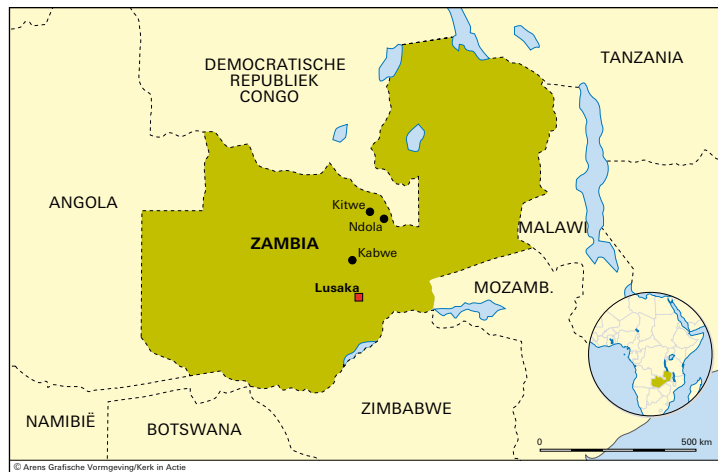 DEMOCRATISCHE
REPUBLIEK
CONGO
TANZANIA
ANGOLA
Kitwe
Ndola
MALAWI
ZAMBIA
Kabwe
Lusaka
MOZAMB.
NAMIBIË
BOTSWANA
ZIMBABWE
0
500 km
© Arens Grafische Vormgeving/Kerk in Actie